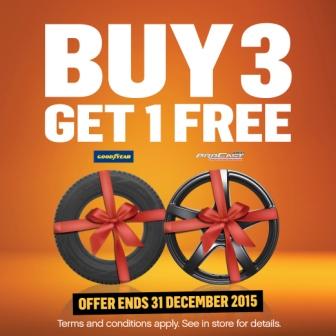 BUY 3
GET 1 FREE
GOODYEAR
PROCAST
OFFER ENDS 31 DECEMBER 2015
Terms and conditions apply. See in store for details.